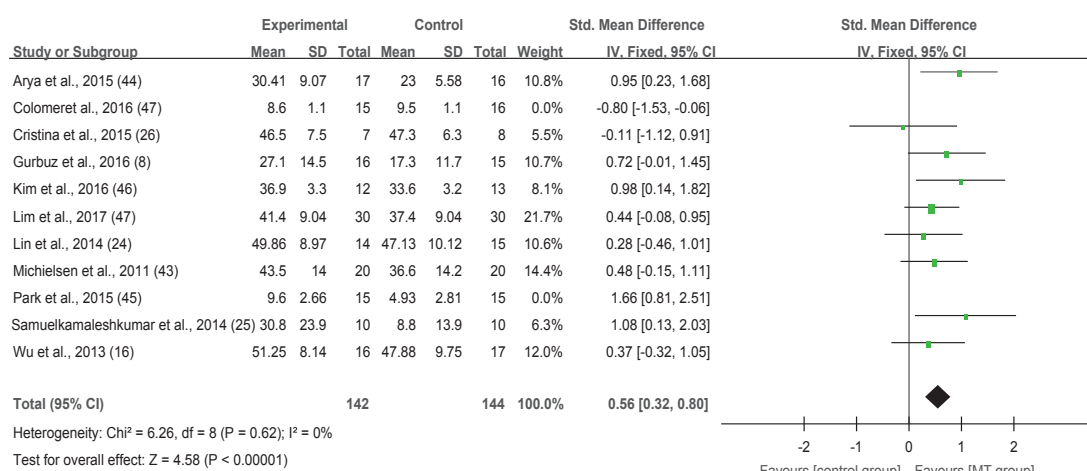 Experimental Control Std. Mean Difference Std. Mean Difference
Study or Subgroup Mean SD Total Mean SD Total Weight IV, Fixed, 95% CI IV, Fixed, 95% CI
Arya et al., 2015 (44) 30.41 9.07 17 23 5.58 16 10.8% 0.95 [0.23, 1.68]
Colomeret al., 2016 (47) 8.6 1.1 15 9.5 1.1 16 0.0% -0.80 [-1.53, -0.06]
Cristina et al., 2015 (26) 46.5 7.5 7 47.3 6.3 8 5.5% -0.11 [-1.12, 0.91]
Gurbuz et al., 2016 (8) 27.1 14.5 16 17.3 11.7 15 10.7% 0.72 [-0.01, 1.45]
Kim et al., 2016 (46) 36.9 3.3 12 33.6 3.2 13 8.1% 0.98 [0.14, 1.82]
Lim et al., 2017 (47) 41.4 9.04 30 37.4 9.04 30 21.7% 0.44 [-0.08, 0.95]
Lin et al., 2014 (24) 49.86 8.97 14 47.13 10.12 15 10.6% 0.28 [-0.46, 1.01]
Michielsen et al., 2011 (43) 43.5 14 20 36.6 14.2 20 14.4% 0.48 [-0.15, 1.11]
Park et al., 2015 (45) 9.6 2.66 15 4.93 2.81 15 0.0% 1.66 [0.81, 2.51]
Samuelkamaleshkumar et al., 2014 (25) 30.8 23.9 10 8.8 13.9 10 6.3% 1.08 [0.13, 2.03]
Wu et al., 2013 (16) 51.25 8.14 16 47.88 9.75 17 12.0% 0.37 [-0.32, 1.05]
Total (95% CI) 142 144 100.0% 0.56 [0.32, 0.80]
Heterogeneity: Chi² = 6.26, df = 8 (P = 0.62); I² = 0%
Test for overall effect: Z = 4.58 (P < 0.00001)
-2 -1 0 1 2
Favours [control group] Favours [MT group]